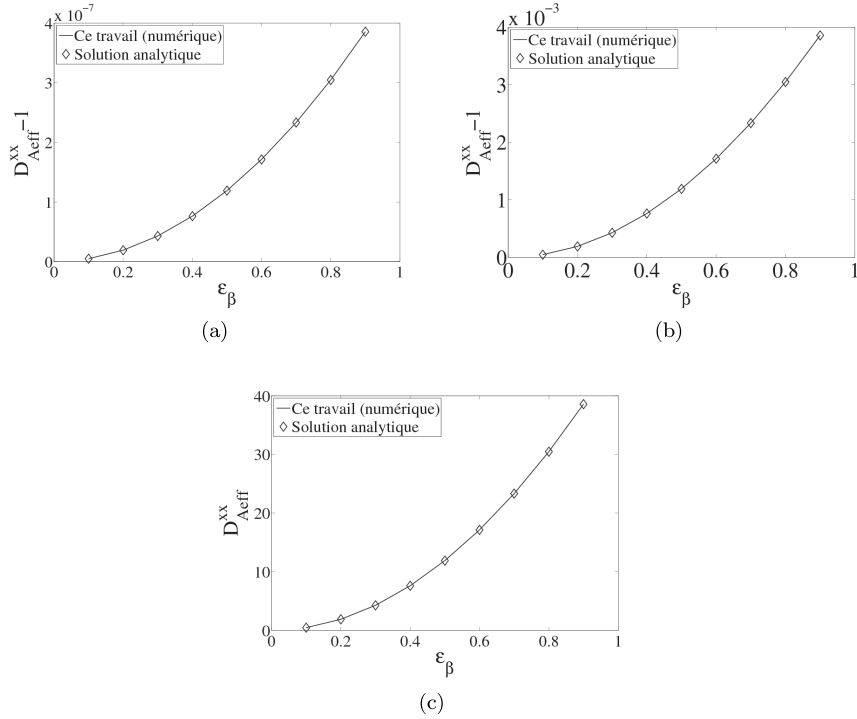 x 10⁻⁷
4
3
2
1
0
D^xx_Aeff−1
Ce travail (numérique)
Solution analytique
0 0.2 0.4 0.6 0.8 1
ε_β
(a)
x 10⁻³
4
3
2
1
0
D^xx_Aeff−1
Ce travail (numérique)
Solution analytique
0 0.2 0.4 0.6 0.8 1
ε_β
(b)
40
30
20
10
0
D^xx_Aeff
Ce travail (numérique)
Solution analytique
0 0.2 0.4 0.6 0.8 1
ε_β
(c)